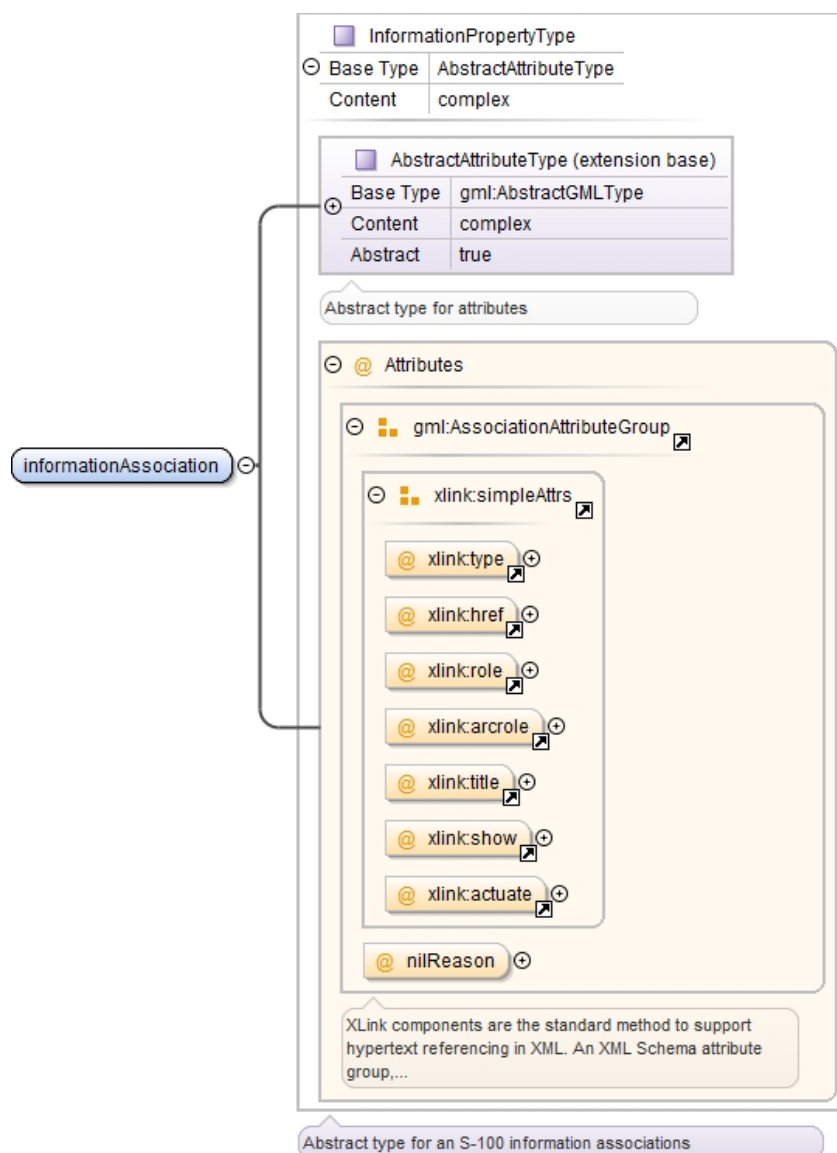 InformationPropertyType
Base Type AbstractAttributeType
Content complex
AbstractAttributeType (extension base)
Base Type gml:AbstractGMLType
Content complex
Abstract true
Abstract type for attributes
@ Attributes
gml:AssociationAttributeGroup
informationAssociation
xlink:simpleAttrs
@ xlink:type
@ xlink:href
@ xlink:role
@ xlink:arcrole
@ xlink:title
@ xlink:show
@ xlink:actuate
@ nilReason
XLink components are the standard method to support
hypertext referencing in XML. An XML Schema attribute
group,...
Abstract type for an S-100 information associations